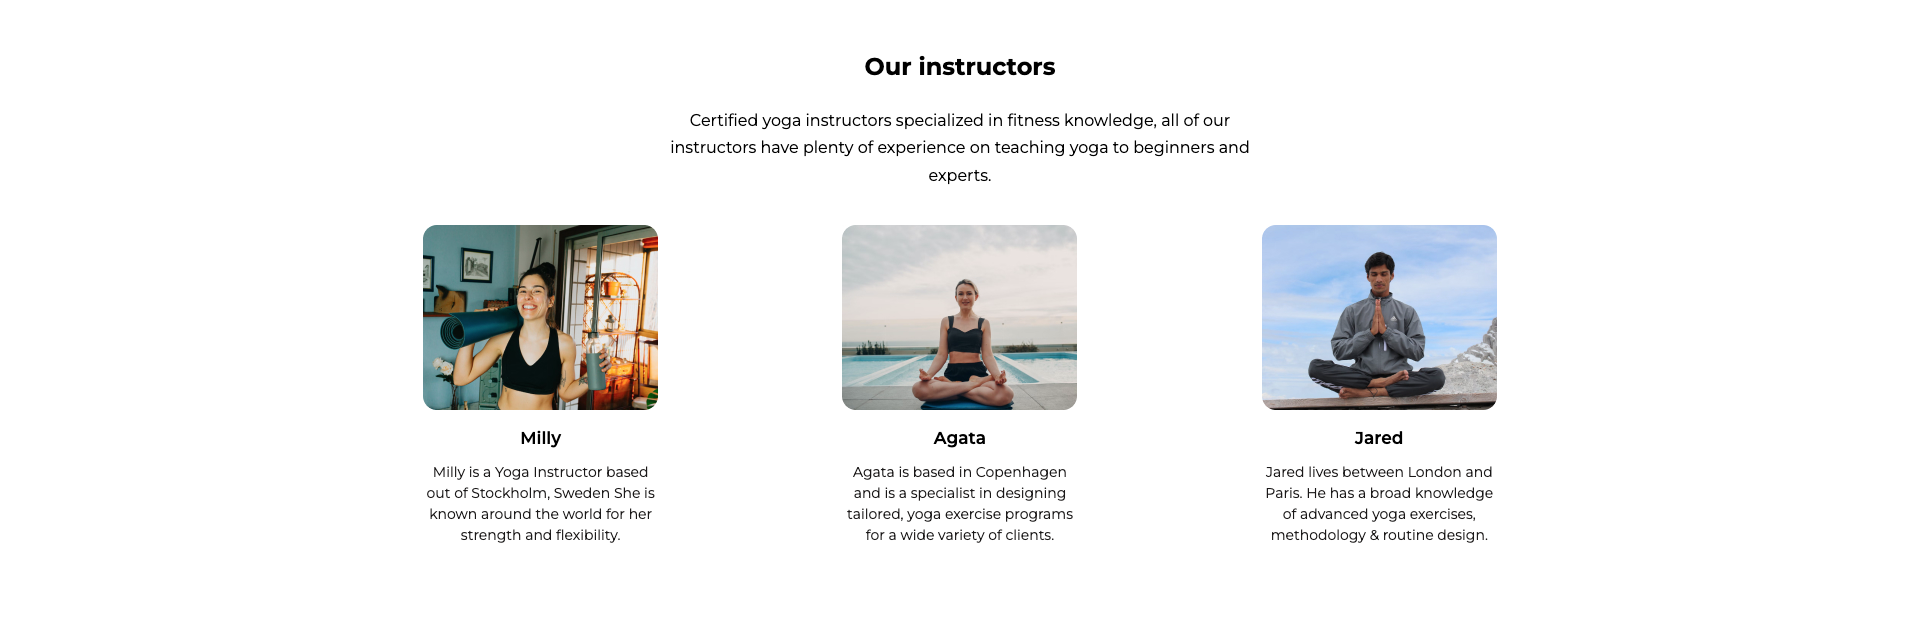 Our instructors
Certified yoga instructors specialized in fitness knowledge, all of our
instructors have plenty of experience on teaching yoga to beginners and
experts.
Milly
Milly is a Yoga Instructor based
out of Stockholm, Sweden She is
known around the world for her
strength and flexibility.
Agata
Agata is based in Copenhagen
and is a specialist in designing
tailored, yoga exercise programs
for a wide variety of clients.
Jared
Jared lives between London and
Paris. He has a broad knowledge
of advanced yoga exercises,
methodology & routine design.